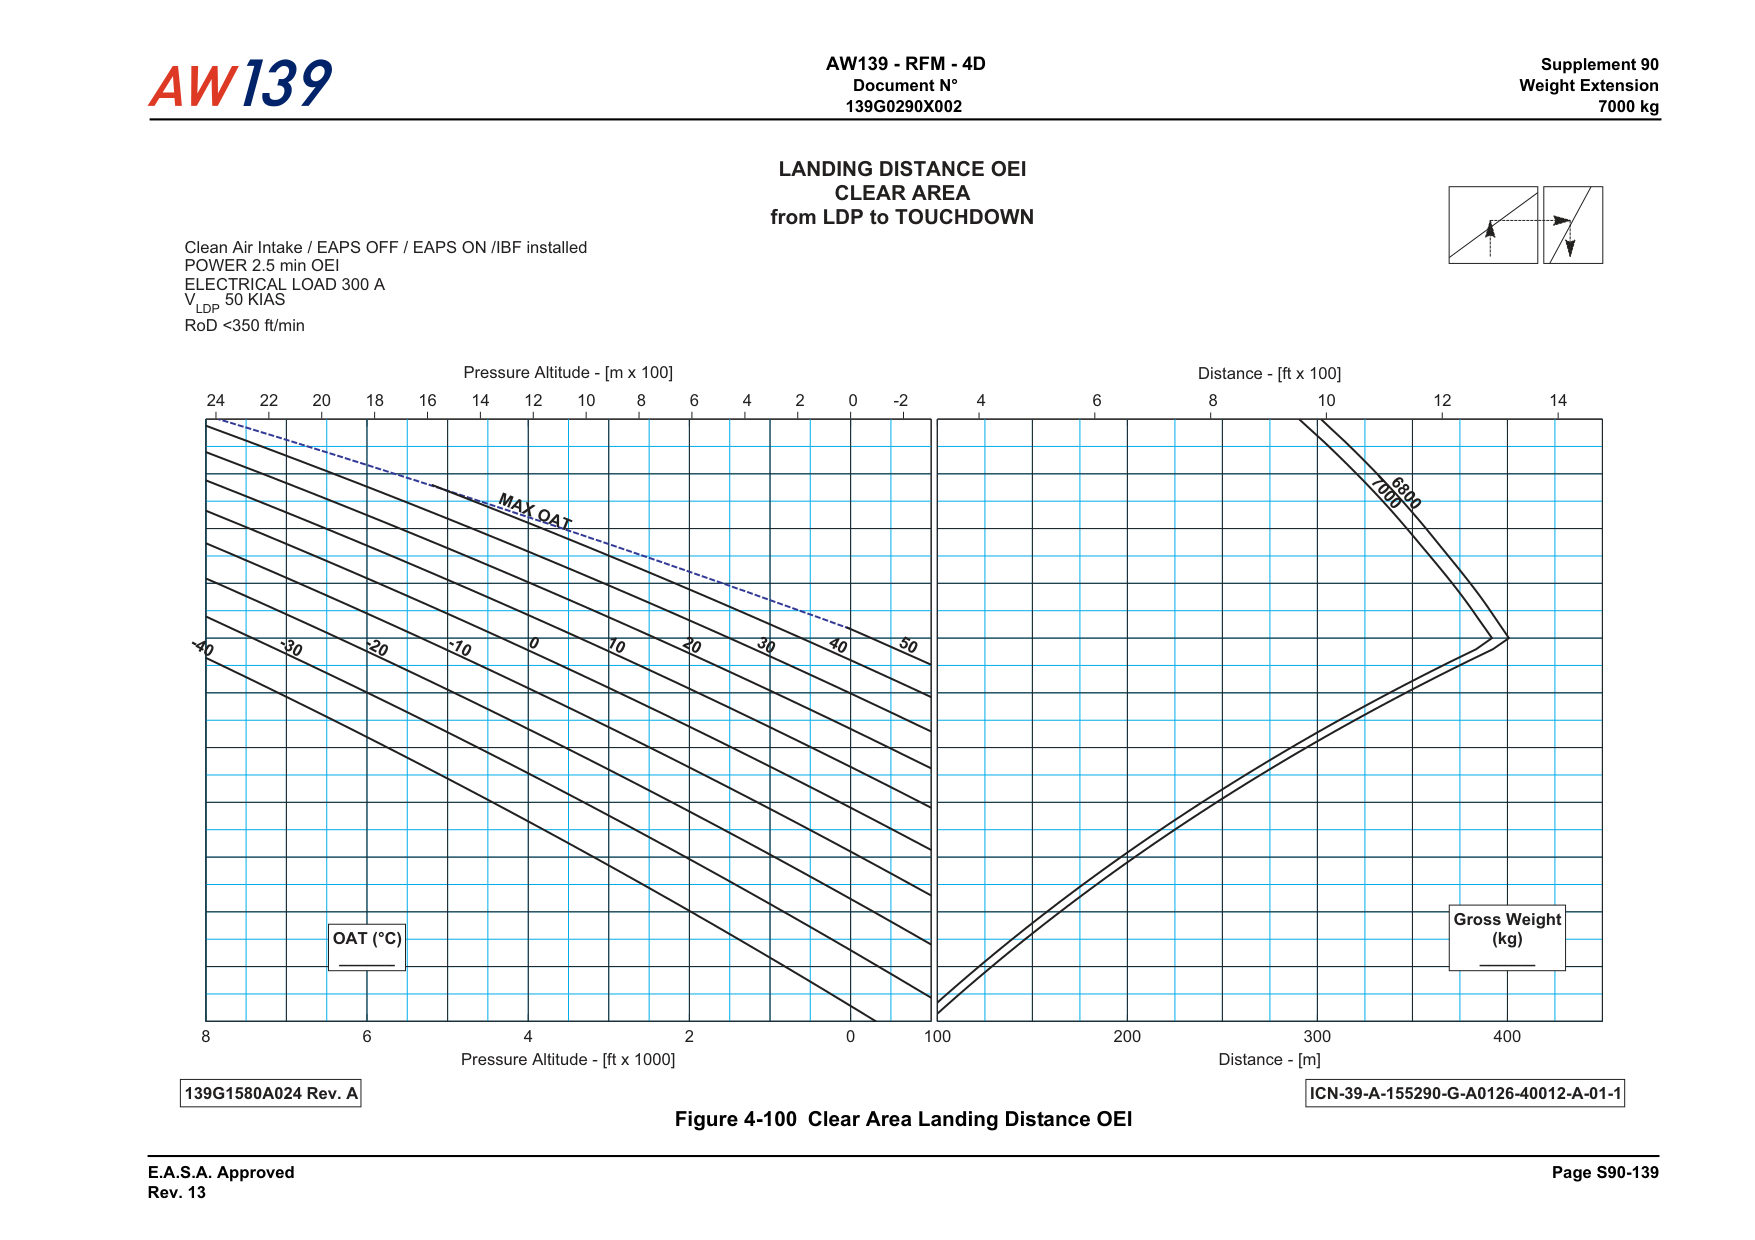 AW139
AW139 - RFM - 4D
Document N°
139G0290X002
Supplement 90
Weight Extension
7000 kg
LANDING DISTANCE OEI
CLEAR AREA
from LDP to TOUCHDOWN
Clean Air Intake / EAPS OFF / EAPS ON /IBF installed
POWER 2.5 min OEI
ELECTRICAL LOAD 300 A
VLDP 50 KIAS
RoD <350 ft/min
Pressure Altitude - [m x 100]
24 22 20 18 16 14 12 10 8 6 4 2 0 -2
Distance - [ft x 100]
4 6 8 10 12 14
MAX OAT
-40 -30 -20 -10 0 10 20 30 40 50
OAT (°C)
6800
7000
Gross Weight
(kg)
8 6 4 2 0
Pressure Altitude - [ft x 1000]
100 200 300 400
Distance - [m]
139G1580A024 Rev. A
ICN-39-A-155290-G-A0126-40012-A-01-1
Figure 4-100 Clear Area Landing Distance OEI
E.A.S.A. Approved
Rev. 13
Page S90-139